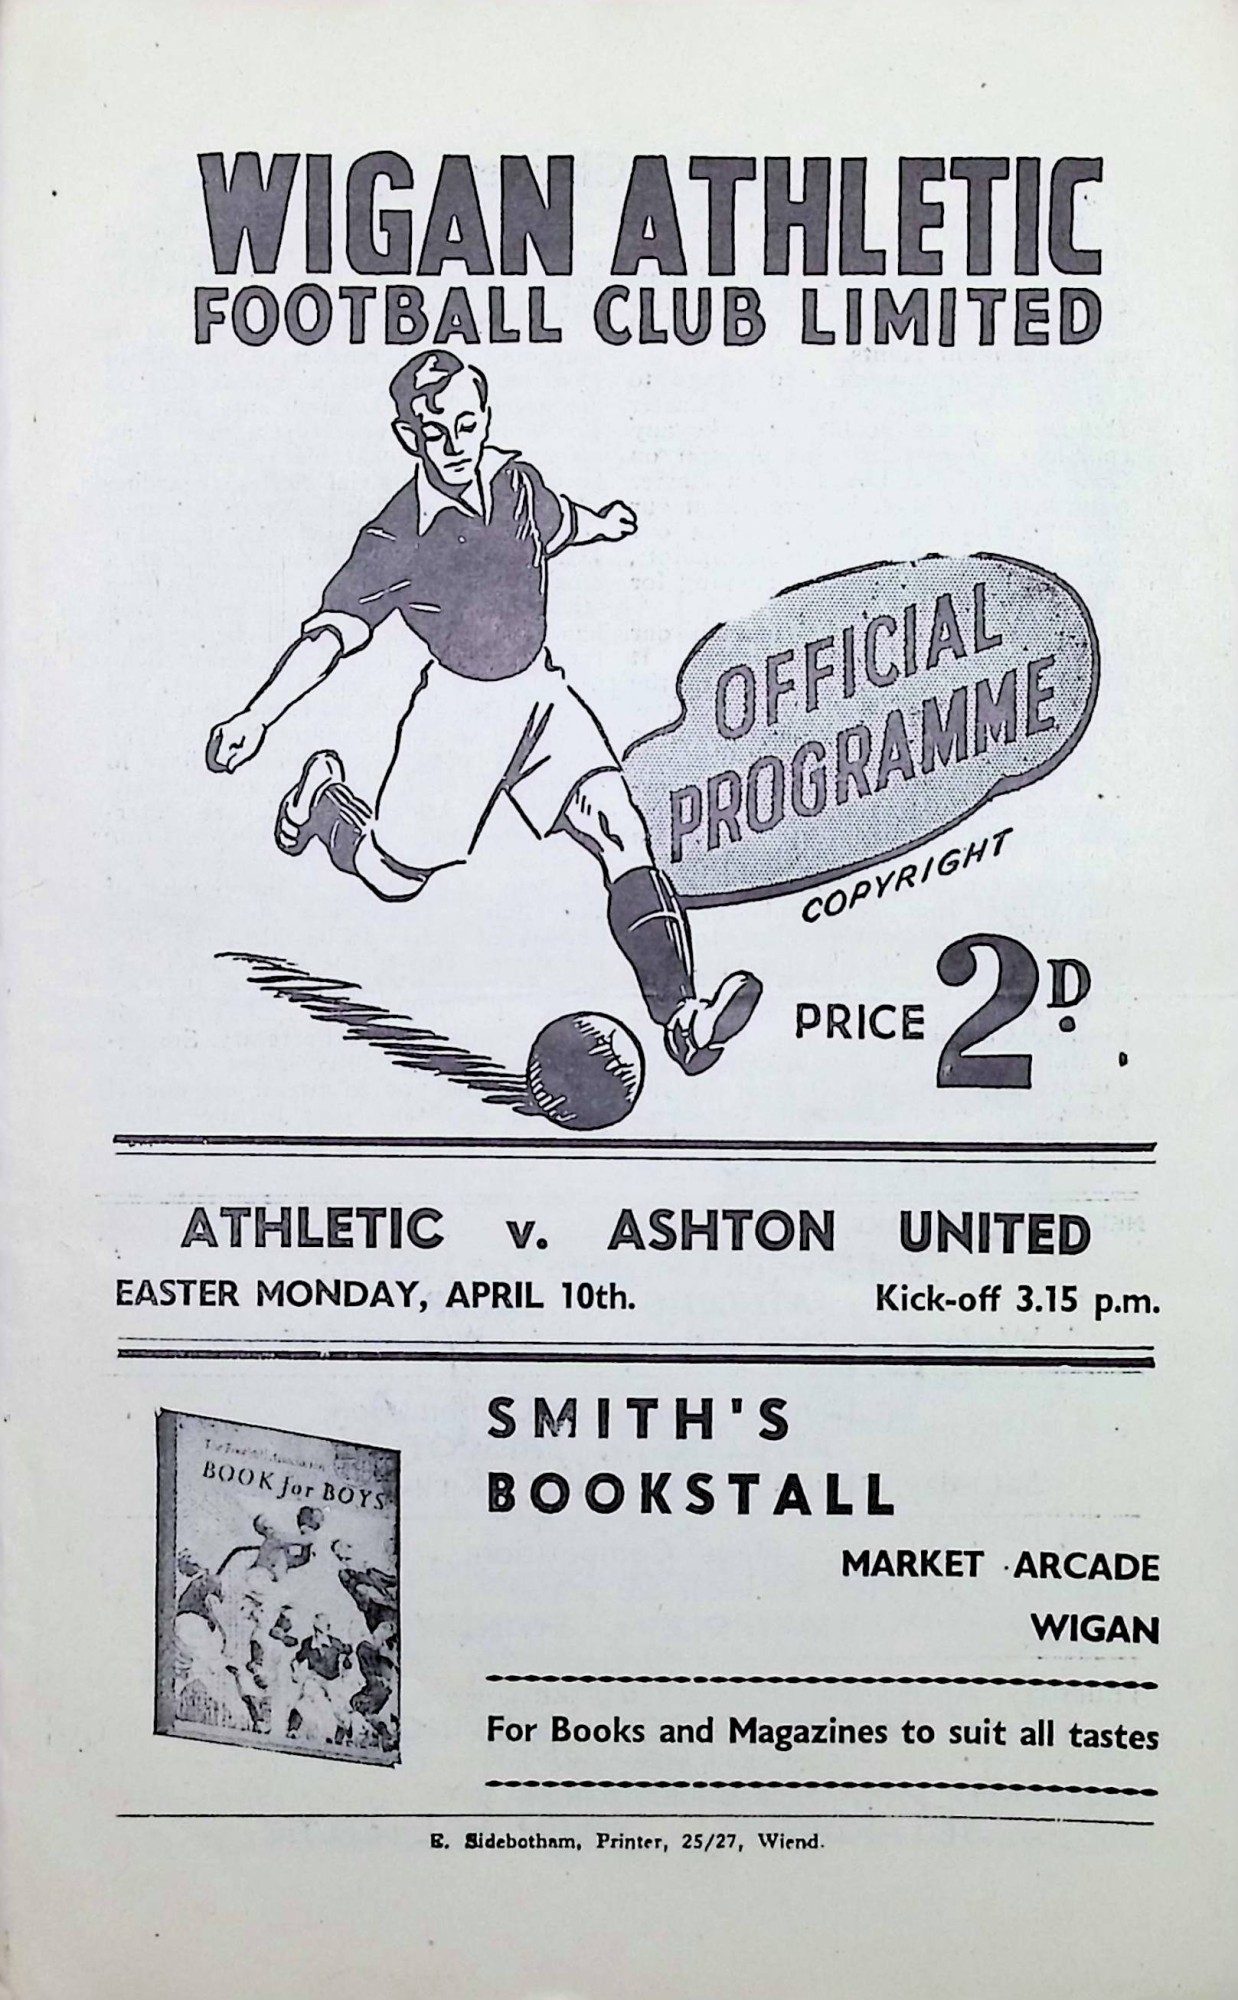 WIGAN ATHLETIC
FOOTBALL CLUB LIMITED
OFFICIAL
PROGRAMME
COPYRIGHT
PRICE 2D.
ATHLETIC v. ASHTON UNITED
EASTER MONDAY, APRIL 10th. Kick-off 3.15 p.m.
SMITH'S
BOOKSTALL
BOOK for BOYS
MARKET ARCADE
WIGAN
For Books and Magazines to suit all tastes
E. Sidebotham, Printer, 25/27, Wiend.